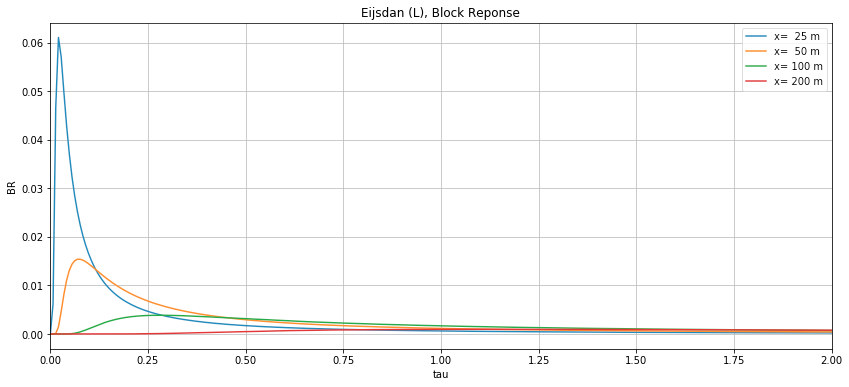 Eijsdan (L), Block Reponse
x=  25 m
x=  50 m
x= 100 m
x= 200 m
BR
0.06
0.05
0.04
0.03
0.02
0.01
0.00
0.00 0.25 0.50 0.75 1.00 1.25 1.50 1.75 2.00
tau